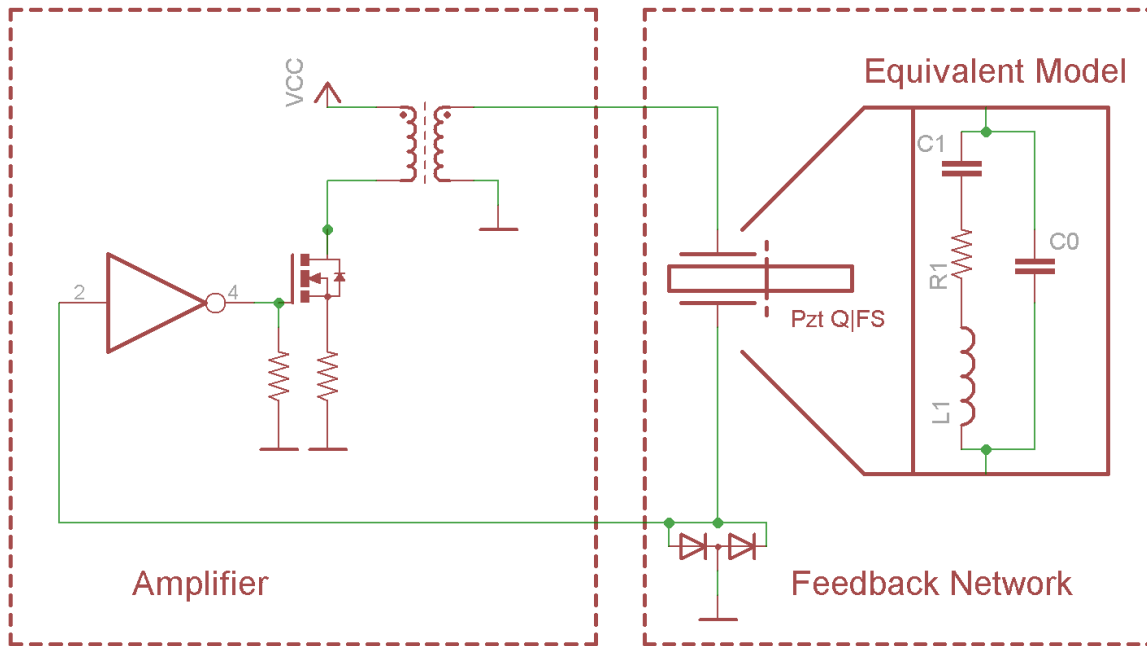 VCC
2
4
Amplifier
Equivalent Model
C1
R1
L1
C0
Pzt Q|FS
Feedback Network